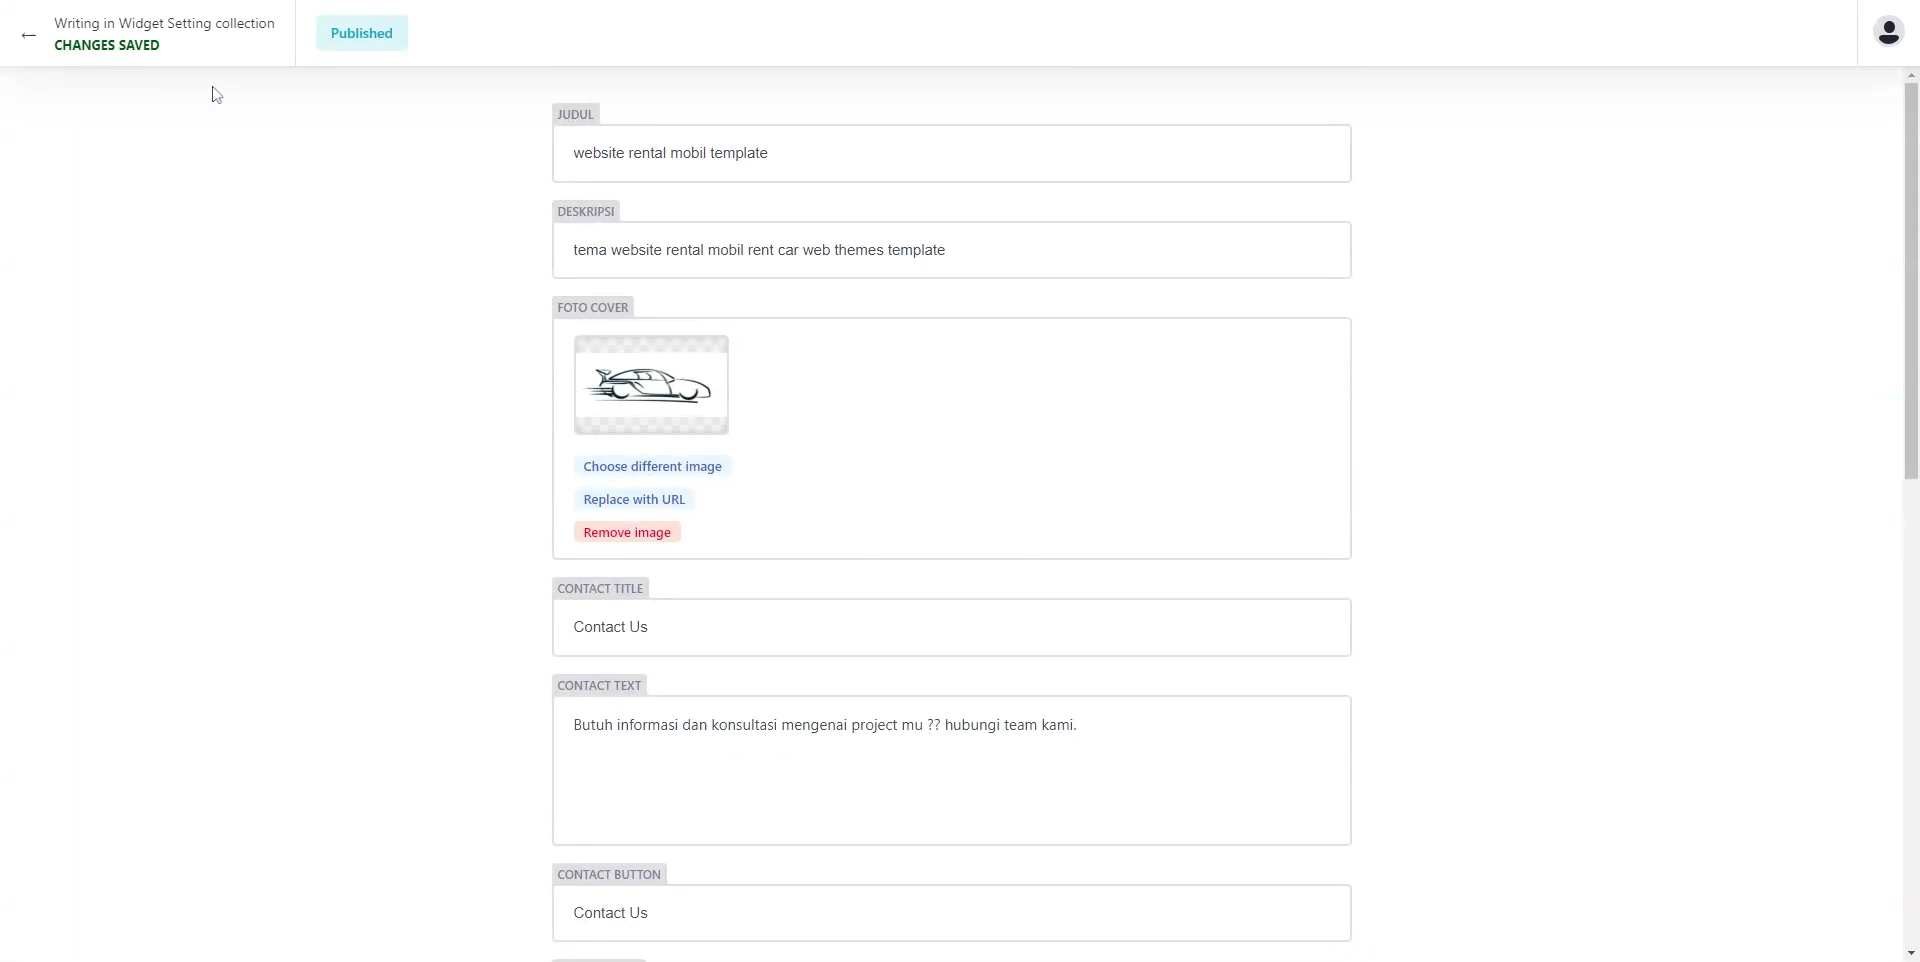 Writing in Widget Setting collection
CHANGES SAVED
Published
JUDUL
website rental mobil template
DESKRIPSI
tema website rental mobil rent car web themes template
FOTO COVER
Choose different image
Replace with URL
Remove image
CONTACT TITLE
Contact Us
CONTACT TEXT
Butuh informasi dan konsultasi mengenai project mu ?? hubungi team kami.
CONTACT BUTTON
Contact Us